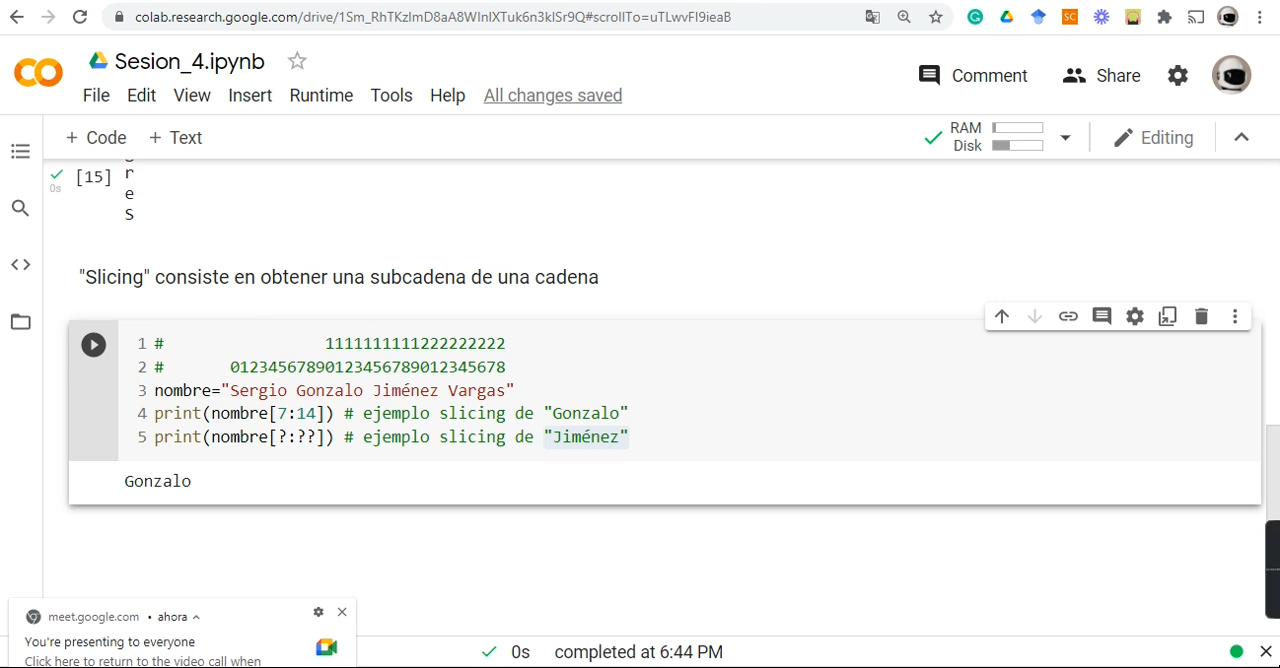 colab.research.google.com/drive/1Sm_RhTKzlmD8aA8WInlXTuk6n3klSr9Q#scrollTo=uTLwvFI9ieaB
SC
CO
Sesion_4.ipynb
Comment
Share
File Edit View Insert Runtime Tools Help All changes saved
+ Code + Text
RAM
Disk
Editing
[15]
0s
r
e
S
"Slicing" consiste en obtener una subcadena de una cadena
1 # 1111111111222222222
2 # 01234567890123456789012345678
3 nombre="Sergio Gonzalo Jiménez Vargas"
4 print(nombre[7:14]) # ejemplo slicing de "Gonzalo"
5 print(nombre[?:??]) # ejemplo slicing de "Jiménez"
Gonzalo
meet.google.com • ahora
You're presenting to everyone
Click here to return to the video call when
0s completed at 6:44 PM